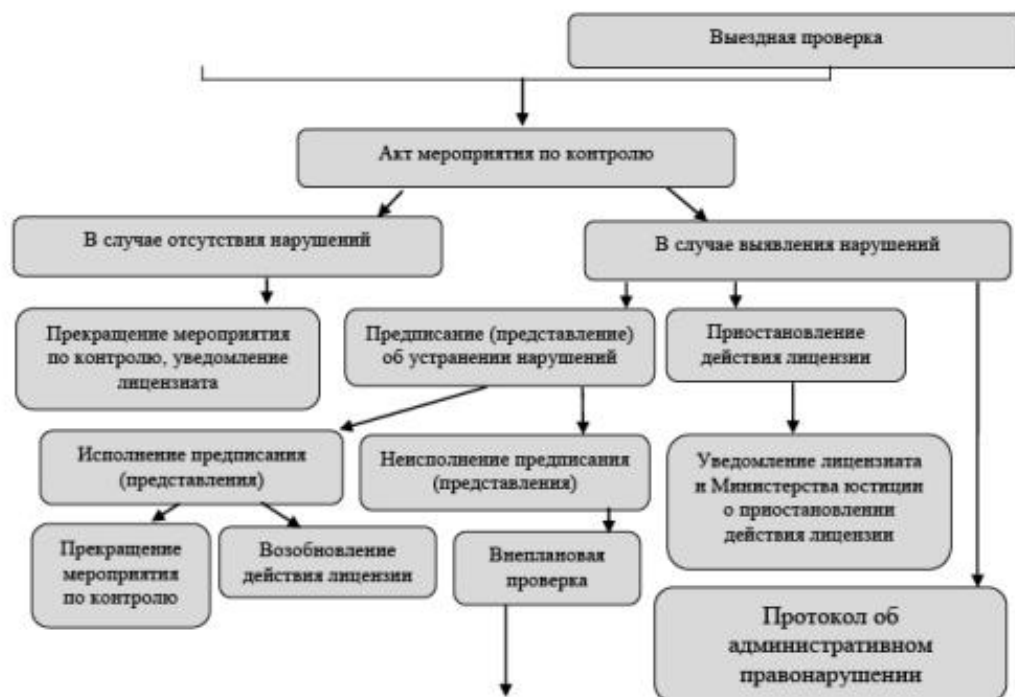 Выездная проверка
Акт мероприятия по контролю
В случае отсутствия нарушений
В случае выявления нарушений
Прекращение мероприятия
по контролю, уведомление
лицензиата
Предписание (представление)
об устранении нарушений
Приостановление
действия лицензии
Исполнение предписания
(представления)
Неисполнение предписания
(представления)
Уведомление лицензиата
и Министерства юстиции
о приостановлении
действия лицензии
Прекращение
мероприятия
по контролю
Возобновление
действия лицензии
Внеплановая
проверка
Протокол об
административном
правонарушении